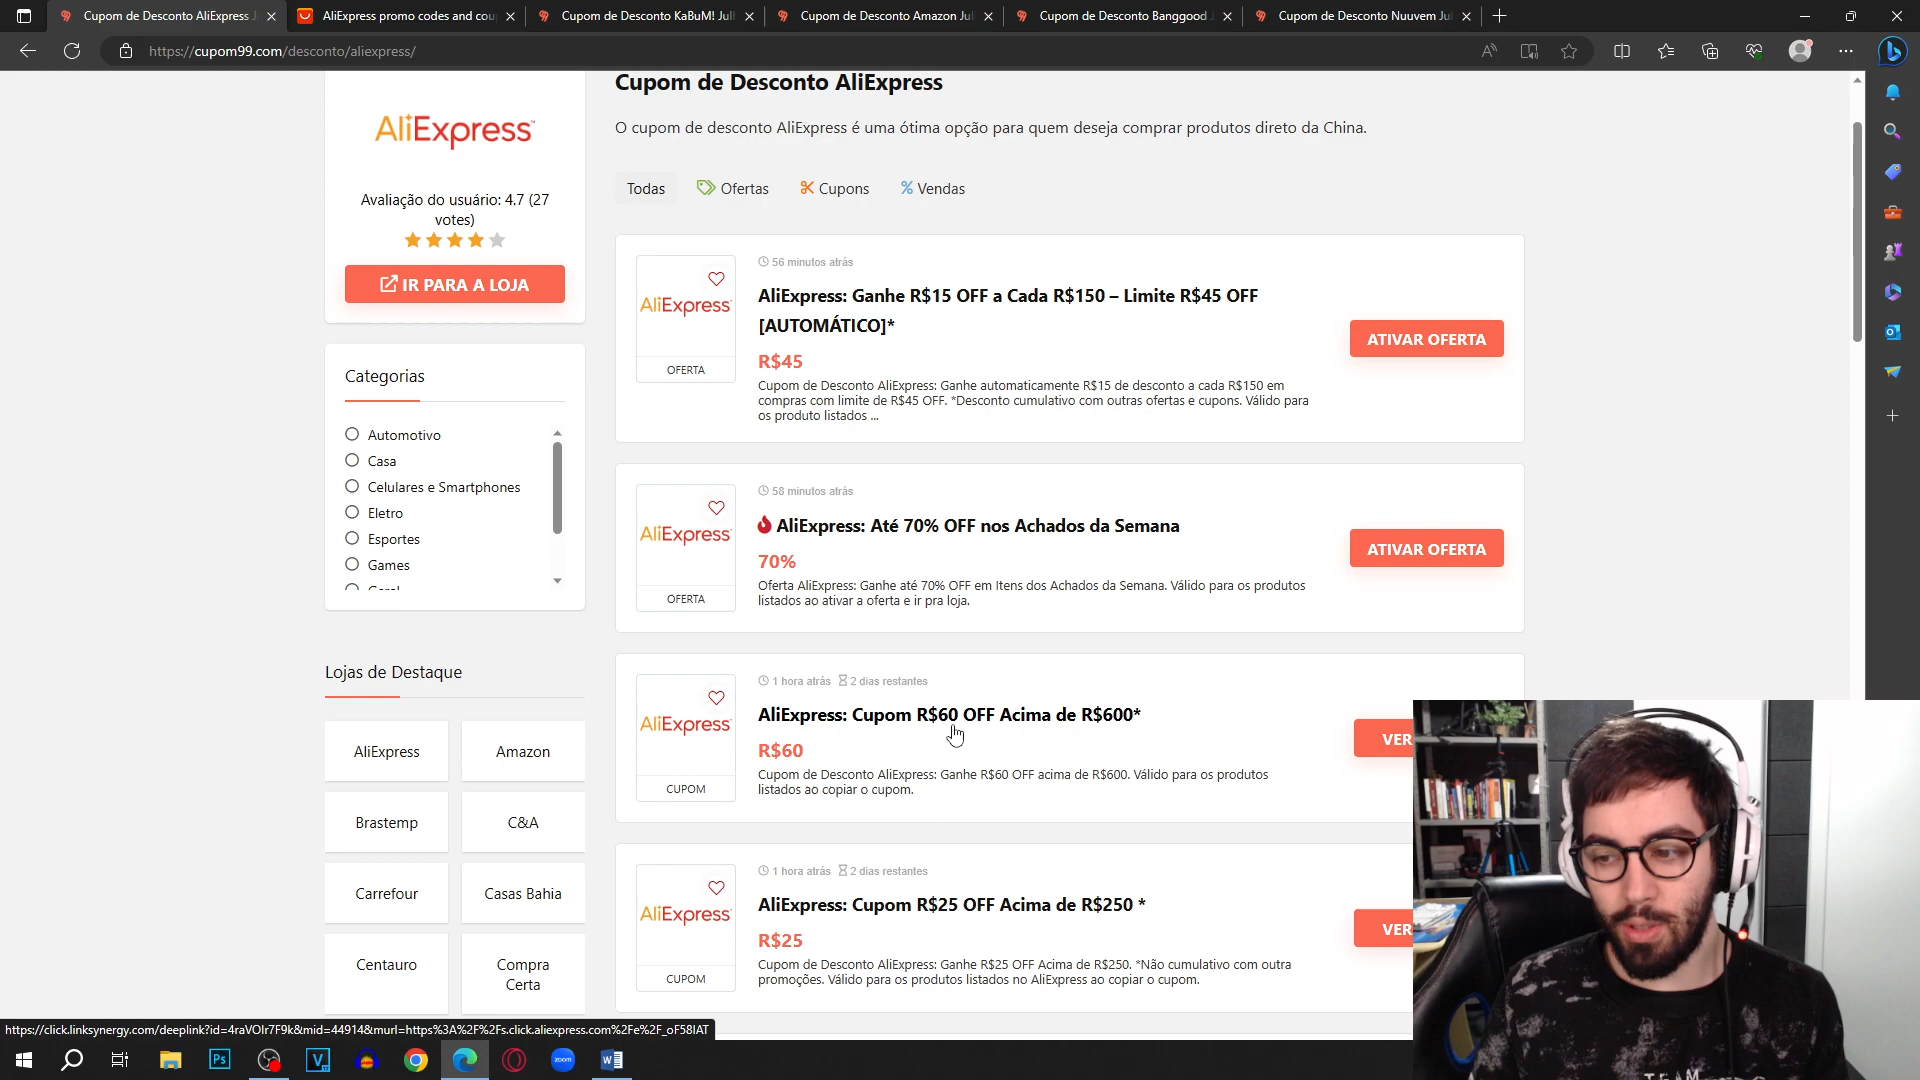 Cupom de Desconto AliExpress J
AliExpress promo codes and cou
Cupom de Desconto KaBuM! Jul
Cupom de Desconto Amazon Jul
Cupom de Desconto Banggood J
Cupom de Desconto Nuuvem Ju
https://cupom99.com/desconto/aliexpress/
AliExpress
Avaliação do usuário: 4.7 (27
votes)
IR PARA A LOJA
Categorias
Automotivo
Casa
Celulares e Smartphones
Eletro
Esportes
Games
Lojas de Destaque
AliExpress
Amazon
Brastemp
C&A
Carrefour
Casas Bahia
Centauro
Compra
Certa
Cupom de Desconto AliExpress
O cupom de desconto AliExpress é uma ótima opção para quem deseja comprar produtos direto da China.
Todas
Ofertas
Cupons
Vendas
AliExpress
OFERTA
56 minutos atrás
AliExpress: Ganhe R$15 OFF a Cada R$150 – Limite R$45 OFF
[AUTOMÁTICO]*
R$45
Cupom de Desconto AliExpress: Ganhe automaticamente R$15 de desconto a cada R$150 em
compras com limite de R$45 OFF. *Desconto cumulativo com outras ofertas e cupons. Válido para
os produto listados ...
ATIVAR OFERTA
AliExpress
OFERTA
58 minutos atrás
AliExpress: Até 70% OFF nos Achados da Semana
70%
Oferta AliExpress: Ganhe até 70% OFF em Itens dos Achados da Semana. Válido para os produtos
listados ao ativar a oferta e ir pra loja.
ATIVAR OFERTA
AliExpress
CUPOM
1 hora atrás 2 dias restantes
AliExpress: Cupom R$60 OFF Acima de R$600*
R$60
Cupom de Desconto AliExpress: Ganhe R$60 OFF acima de R$600. Válido para os produtos
listados ao copiar o cupom.
VER
AliExpress
CUPOM
1 hora atrás 2 dias restantes
AliExpress: Cupom R$25 OFF Acima de R$250 *
R$25
Cupom de Desconto AliExpress: Ganhe R$25 OFF Acima de R$250. *Não cumulativo com outra
promoções. Válido para os produtos listados no AliExpress ao copiar o cupom.
VER
https://click.linksynergy.com/deeplink?id=4raVOIr7F9k&mid=44914&murl=https%3A%2F%2Fs.click.aliexpress.com%2Fe%2F_oF58IAT
Ps
V
zoom
W
TEAM